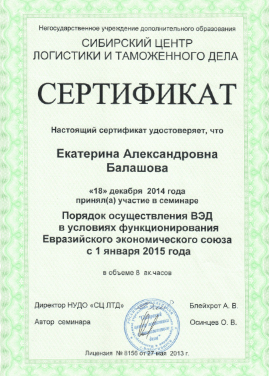 Негосударственное учреждение дополнительного образования
СИБИРСКИЙ ЦЕНТР
ЛОГИСТИКИ И ТАМОЖЕННОГО ДЕЛА
СЕРТИФИКАТ
Настоящий сертификат удостоверяет, что
Екатерина Александровна
Балашова
«18» декабря 2014 года
принял(а) участие в семинаре
Порядок осуществления ВЭД
в условиях функционирования
Евразийского экономического союза
с 1 января 2015 года
в объеме 8 ак.часов
Директор НУДО «СЦ ЛТД» Блейхрот А. В.
Автор семинара Осинцев О. В.
Лицензия № 8156 от 27 мая 2013 г.